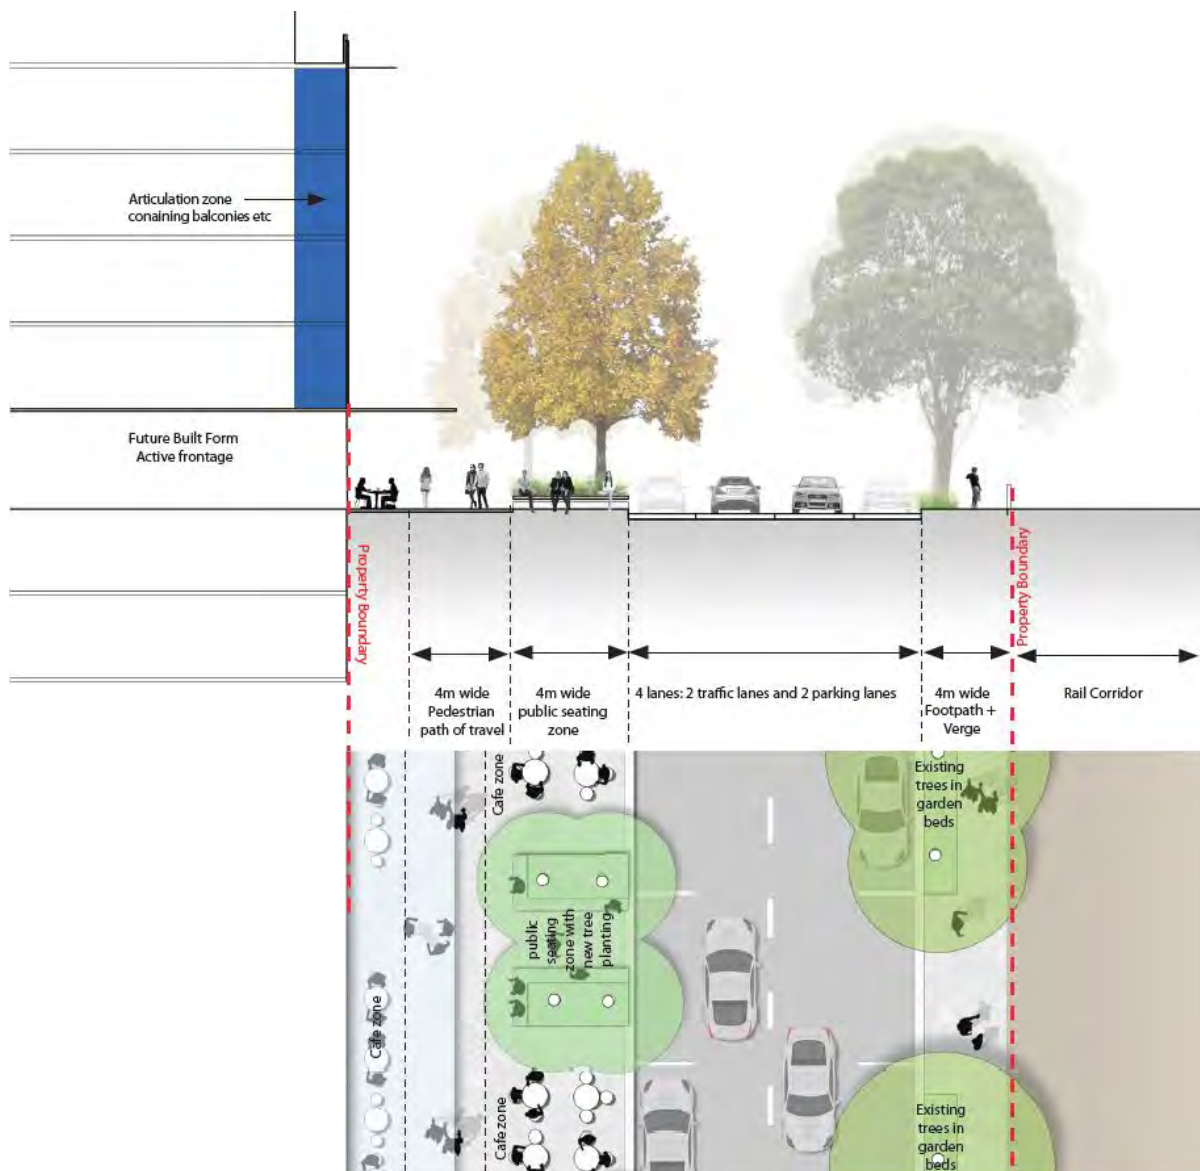 Articulation zone
conaining balconies etc
Future Built Form
Active frontage
Property Boundary
Property Boundary
4m wide
Pedestrian
path of travel
4m wide
public seating
zone
4 lanes: 2 traffic lanes and 2 parking lanes
4m wide
Footpath +
Verge
Rail Corridor
Cafe zone
Existing
trees in
garden
beds
public
seating
zone with
new tree
planting
Cafe zone
Cafe zone
Existing
trees in
garden
beds